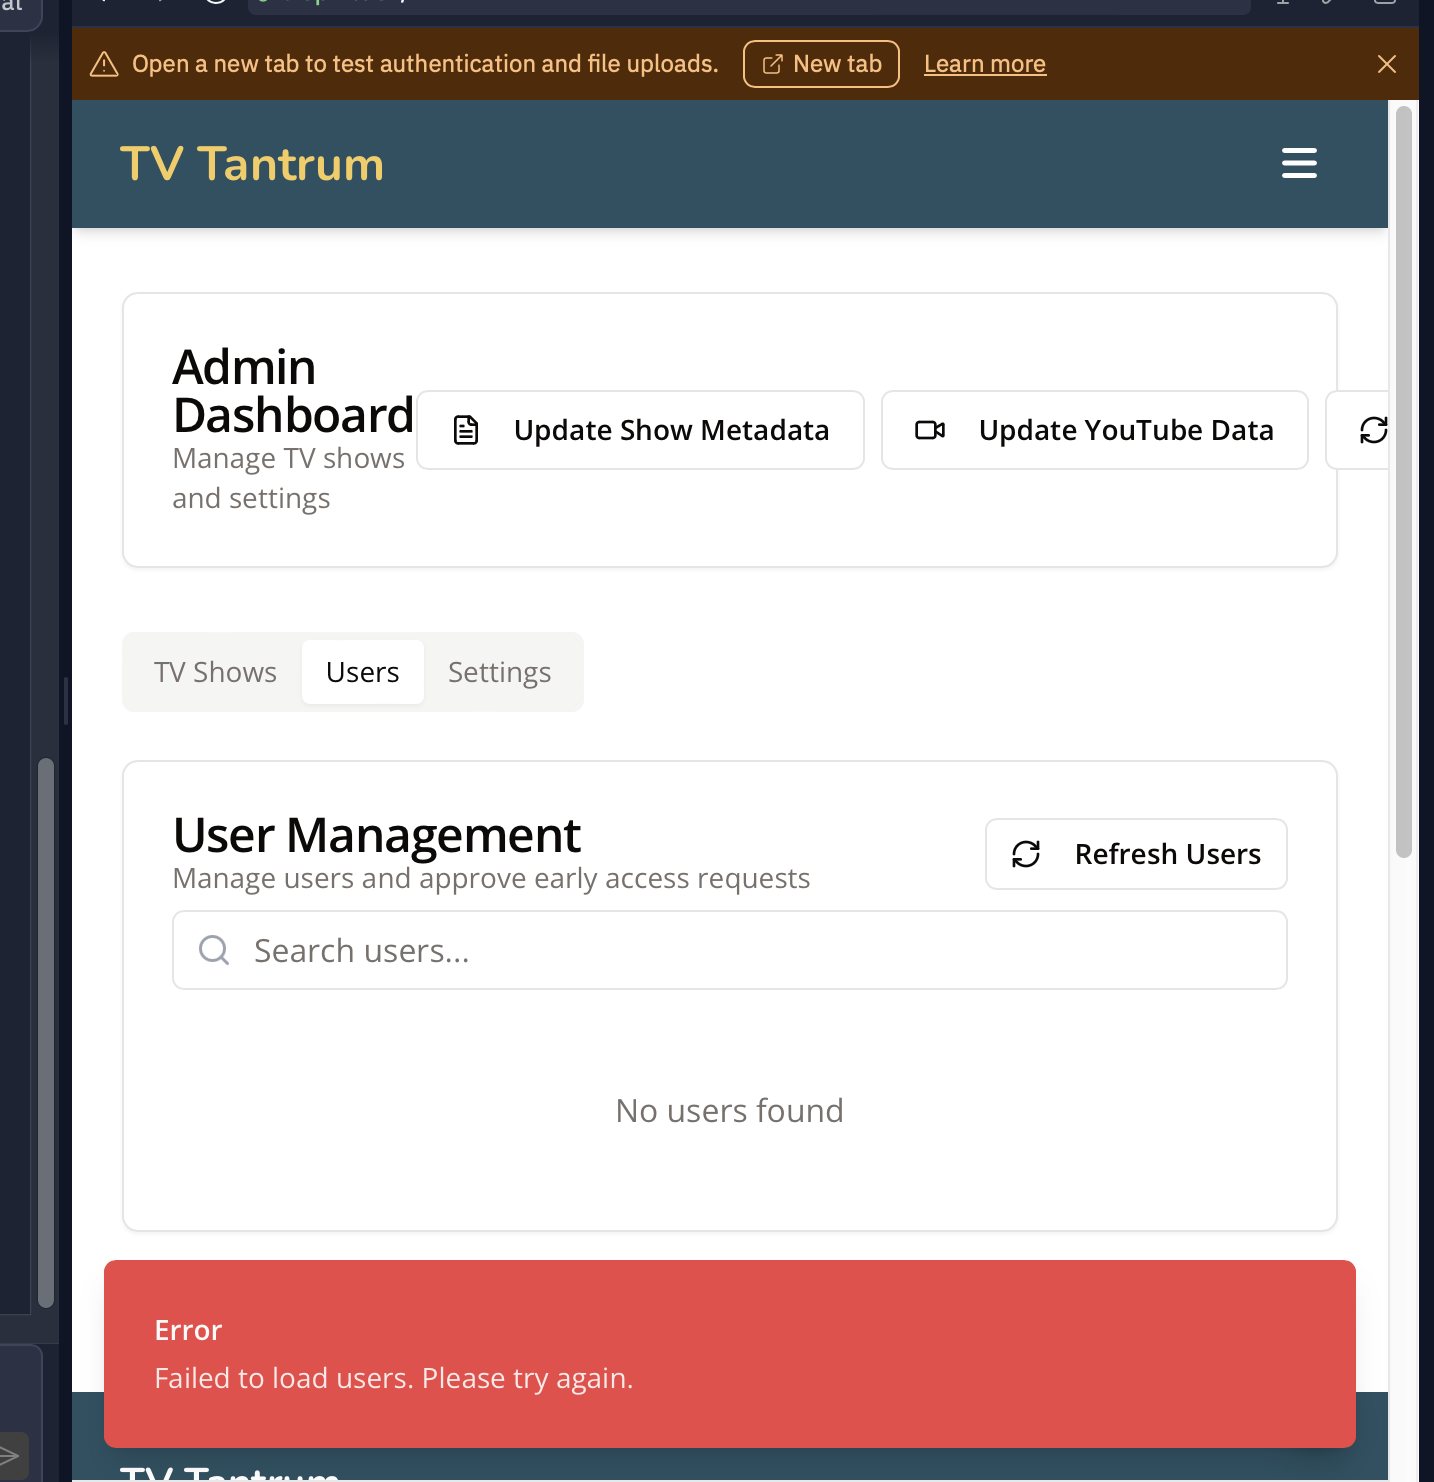 Open a new tab to test authentication and file uploads. New tab Learn more
TV Tantrum
Admin
Dashboard
Manage TV shows
and settings
Update Show Metadata
Update YouTube Data
TV Shows Users Settings
User Management
Manage users and approve early access requests
Refresh Users
Search users...
No users found
Error
Failed to load users. Please try again.
TV Tantrum